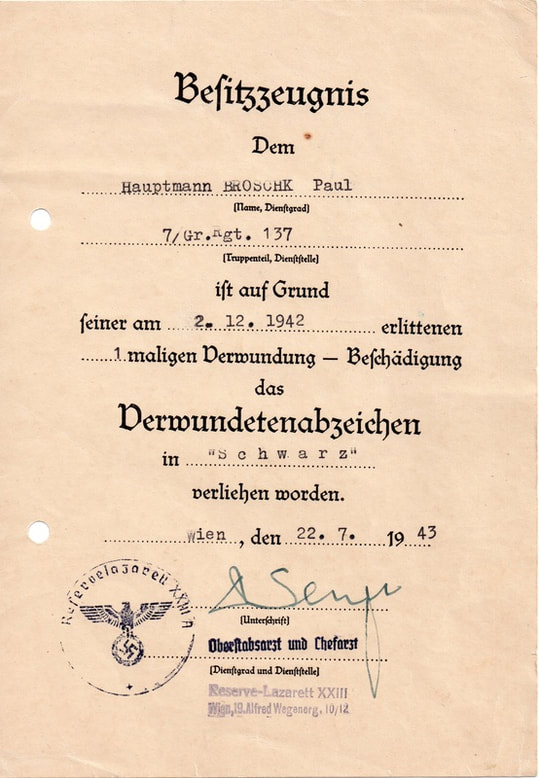 Besitzzeugnis
Dem
Hauptmann BROSCHK Paul
(Name, Dienstgrad)
7/Gr.Rgt. 137
(Truppenteil, Dienststelle)
ist auf Grund
seiner am 2. 12. 1942 erlittenen
1 maligen Verwundung — Beschädigung
das
Verwundetenabzeichen
in "S c h w a r z"
verliehen worden.
Wien, den 22. 7. 1943
Reservelazarett XXIII
(Unterschrift)
Oberstabsarzt und Chefarzt
(Dienstgrad und Dienststelle)
Reserve-Lazarett XXIII
Wien, 19. Alfred Wegenerg. 10/12